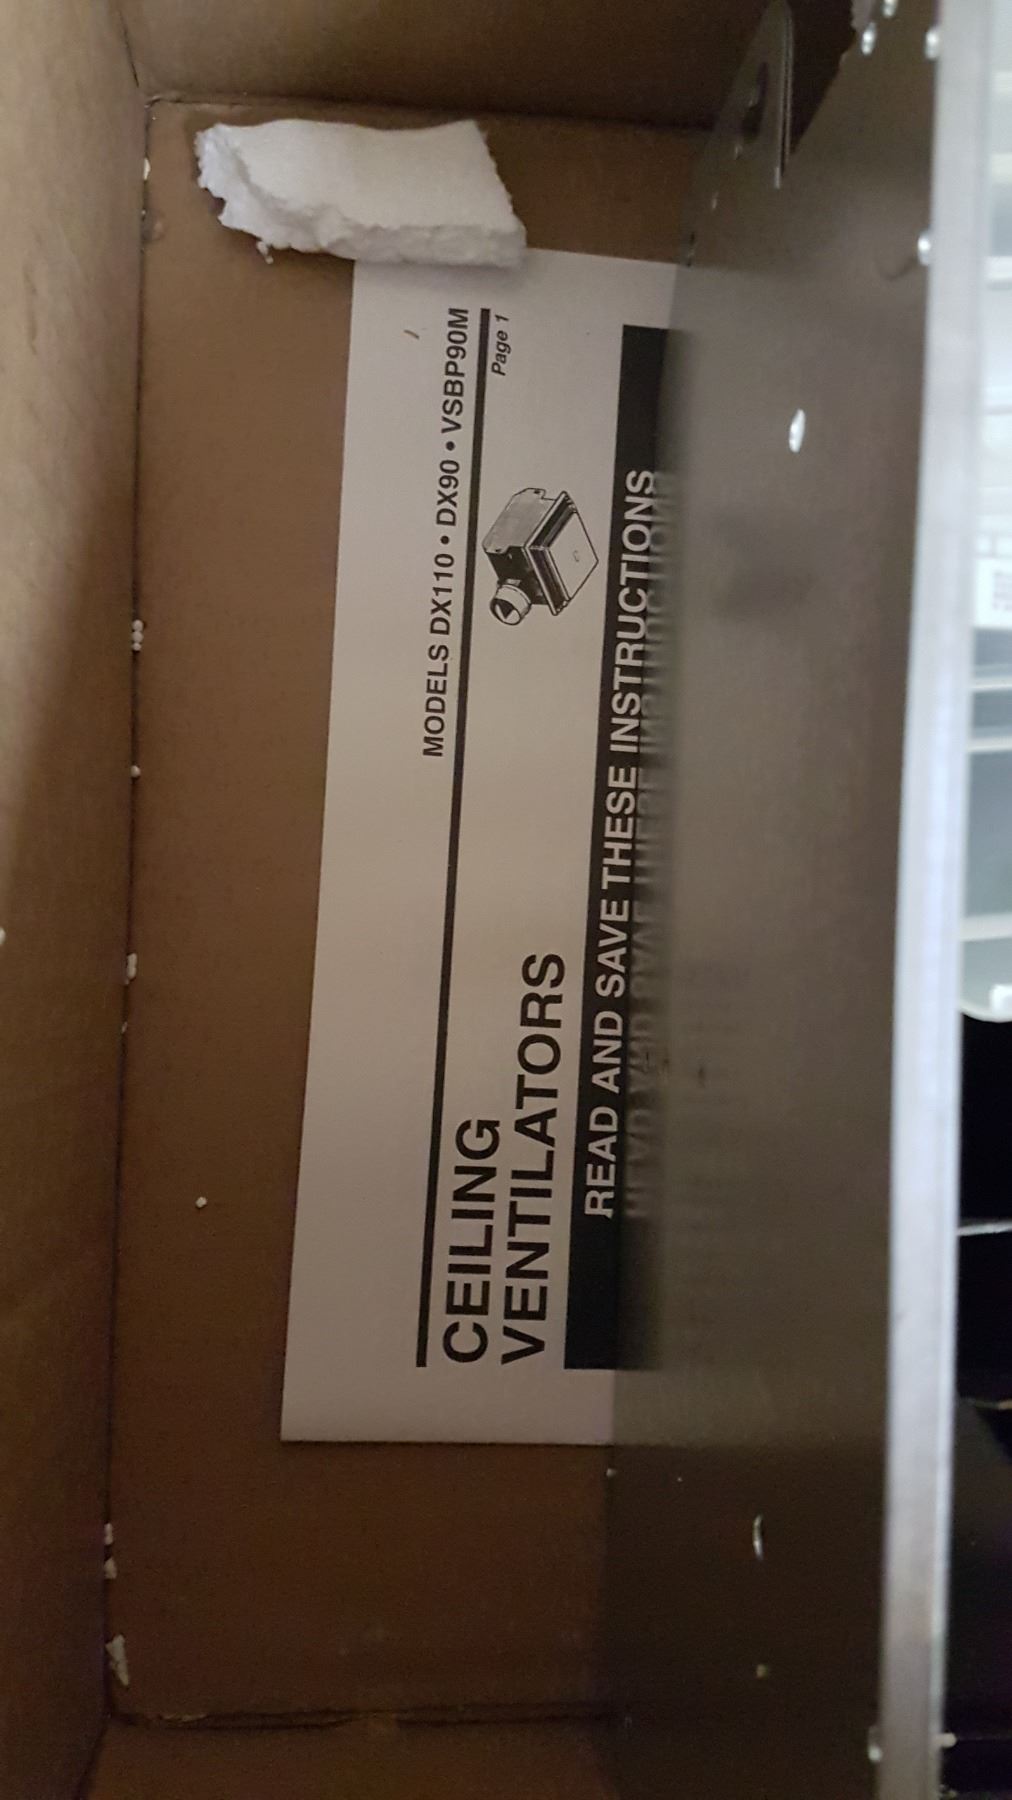 MODELS DX110 • DX90 • VSBP90M
CEILING
VENTILATORS
Page 1
READ AND SAVE THESE INSTRUCTIONS